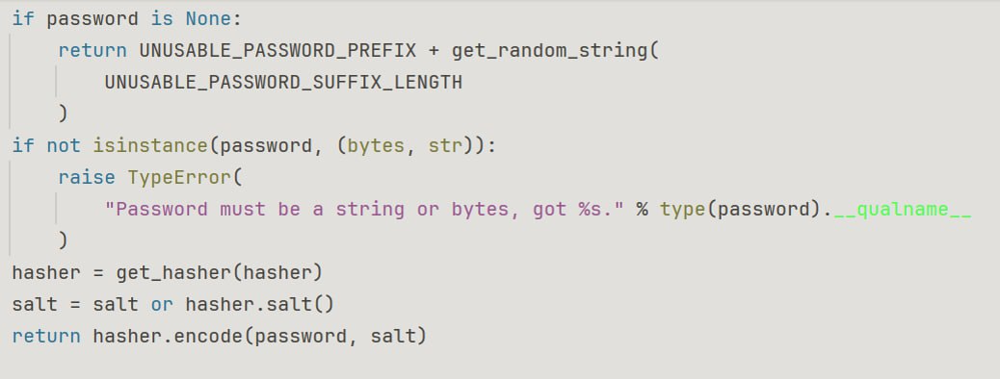 if password is None:
    return UNUSABLE_PASSWORD_PREFIX + get_random_string(
        UNUSABLE_PASSWORD_SUFFIX_LENGTH
    )
if not isinstance(password, (bytes, str)):
    raise TypeError(
        "Password must be a string or bytes, got %s." % type(password).__qualname__
    )
hasher = get_hasher(hasher)
salt = salt or hasher.salt()
return hasher.encode(password, salt)